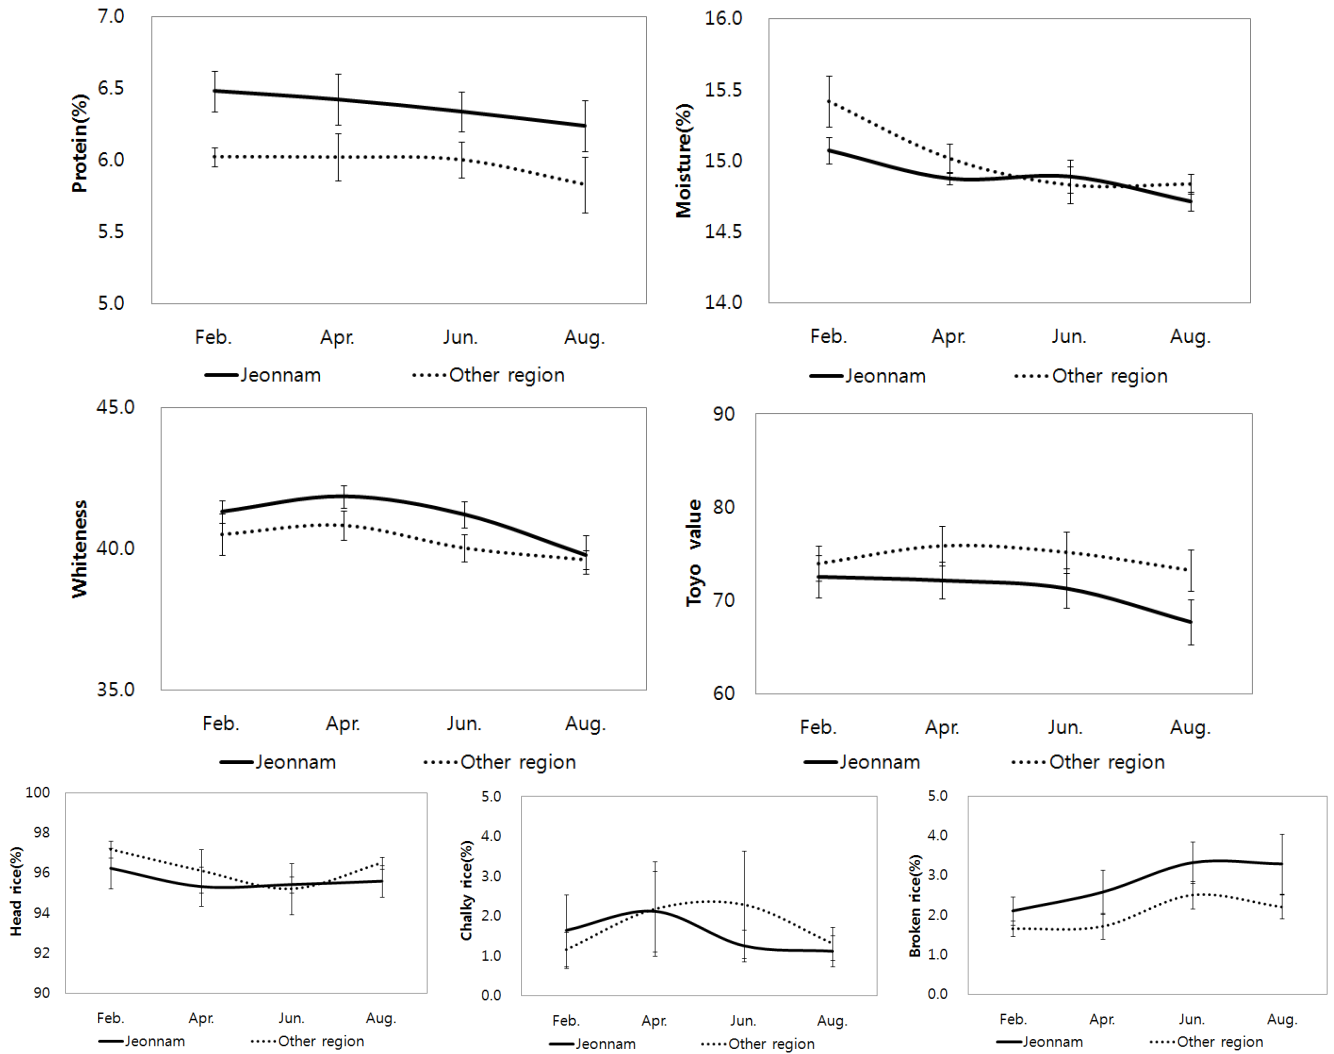 Protein(%)
7.0
6.5
6.0
5.5
5.0
Feb. Apr. Jun. Aug.
Jeonnam Other region
Moisture(%)
16.0
15.5
15.0
14.5
14.0
Feb. Apr. Jun. Aug.
Jeonnam Other region
Whiteness
45.0
40.0
35.0
Feb. Apr. Jun. Aug.
Jeonnam Other region
Toyo value
90
80
70
60
Feb. Apr. Jun. Aug.
Jeonnam Other region
Head rice(%)
100
98
96
94
92
90
Feb. Apr. Jun. Aug.
Jeonnam Other region
Chalky rice(%)
5.0
4.0
3.0
2.0
1.0
0.0
Feb. Apr. Jun. Aug.
Jeonnam Other region
Broken rice(%)
5.0
4.0
3.0
2.0
1.0
0.0
Feb. Apr. Jun. Aug.
Jeonnam Other region